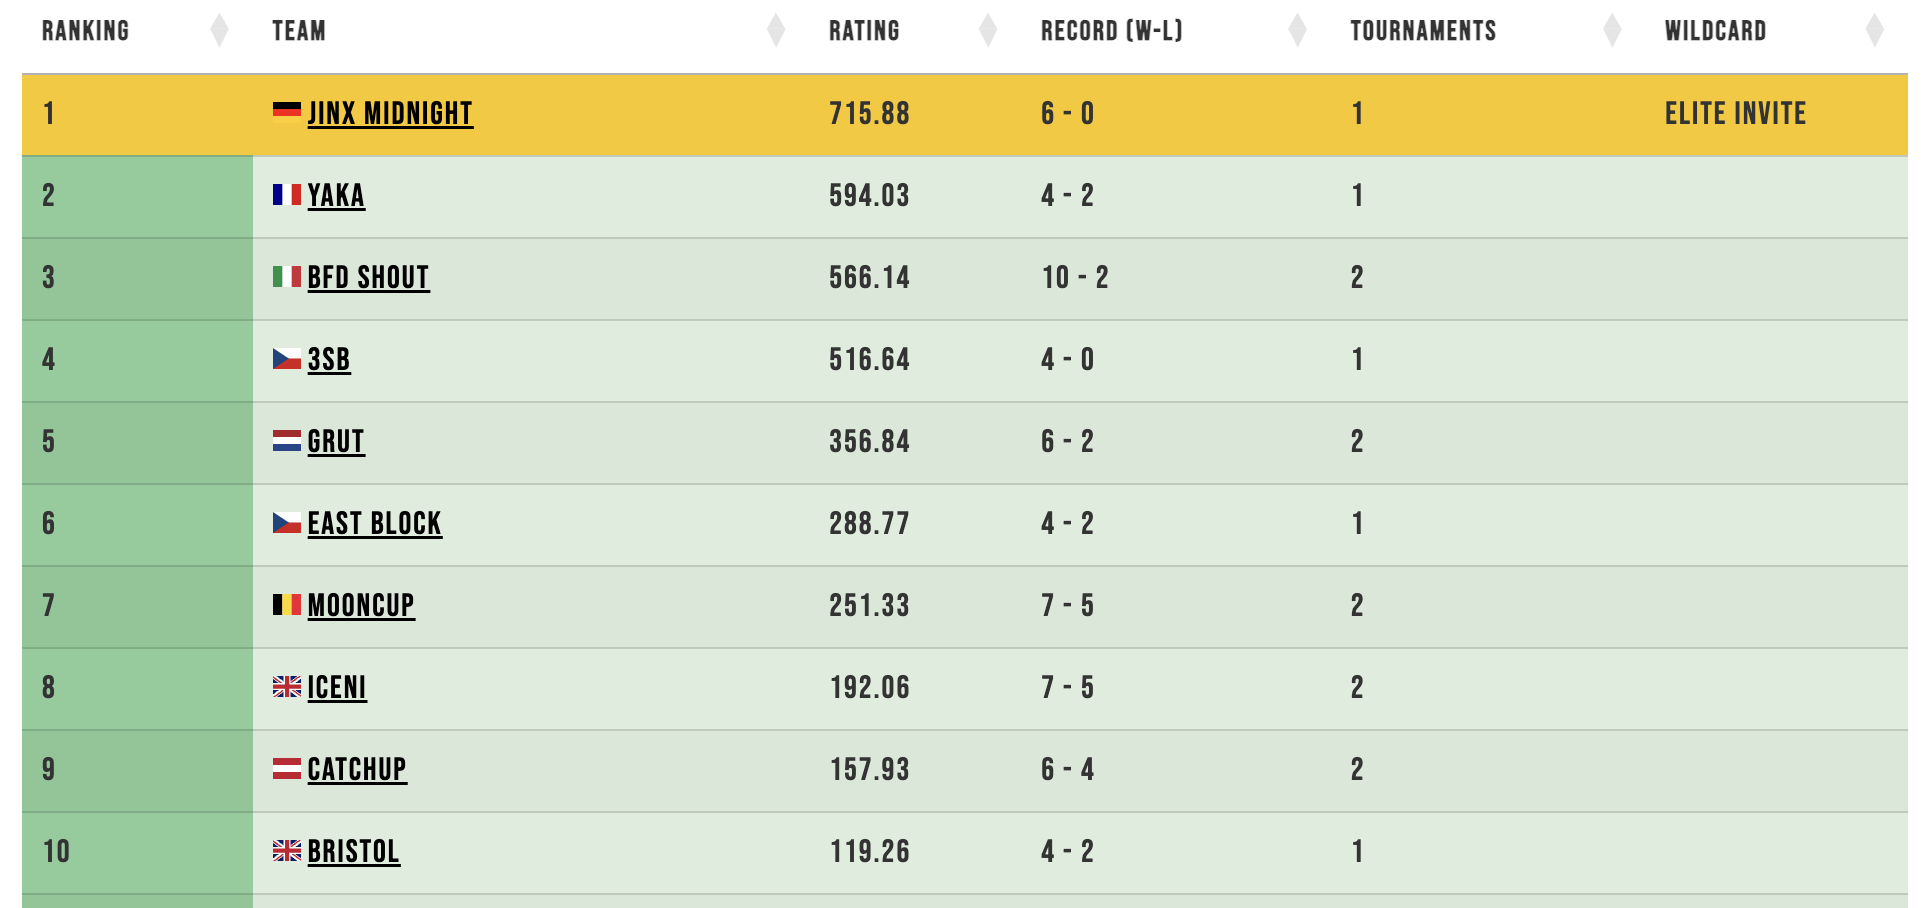 RANKING TEAM RATING RECORD (W-L) TOURNAMENTS WILDCARD
1 JINX MIDNIGHT 715.88 6 - 0 1 ELITE INVITE
2 YAKA 594.03 4 - 2 1
3 BFD SHOUT 566.14 10 - 2 2
4 3SB 516.64 4 - 0 1
5 GRUT 356.84 6 - 2 2
6 EAST BLOCK 288.77 4 - 2 1
7 MOONCUP 251.33 7 - 5 2
8 ICENI 192.06 7 - 5 2
9 CATCHUP 157.93 6 - 4 2
10 BRISTOL 119.26 4 - 2 1